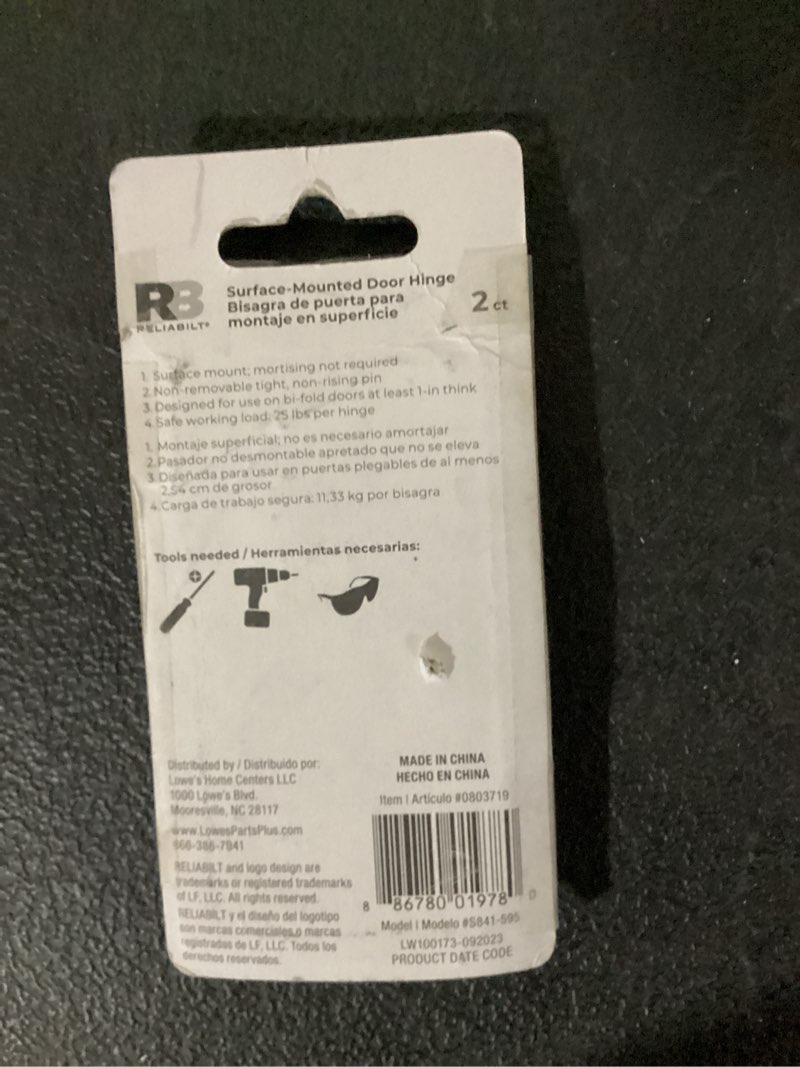 RB
RELIABILT®
Surface-Mounted Door Hinge
Bisagra de puerta para
montaje en superficie
2 ct
1. Surface mount; mortising not required
2. Non-removable tight, non-rising pin
3. Designed for use on bi-fold doors at least 1-in think
4. Safe working load: 25 lbs per hinge
1. Montaje superficial; no es necesario amortajar
2. Pasador no desmontable apretado que no se eleva
3. Diseñada para usar en puertas plegables de al menos
2,54 cm de grosor
4. Carga de trabajo segura: 11,33 kg por bisagra
Tools needed / Herramientas necesarias:
Distributed by / Distribuido por:
Lowe's Home Centers LLC
1000 Lowe's Blvd.
Mooresville, NC 28117
www.LowesPartsPlus.com
866-386-7841
RELIABILT and logo design are
trademarks or registered trademarks
of LF, LLC. All rights reserved.
RELIABILT y el diseño del logotipo
son marcas comerciales o marcas
registradas de LF, LLC. Todos los
derechos reservados.
MADE IN CHINA
HECHO EN CHINA
Item | Artículo #0803719
8 86780 01978 0
Model | Modelo #S841-595
LW100173-092023
PRODUCT DATE CODE